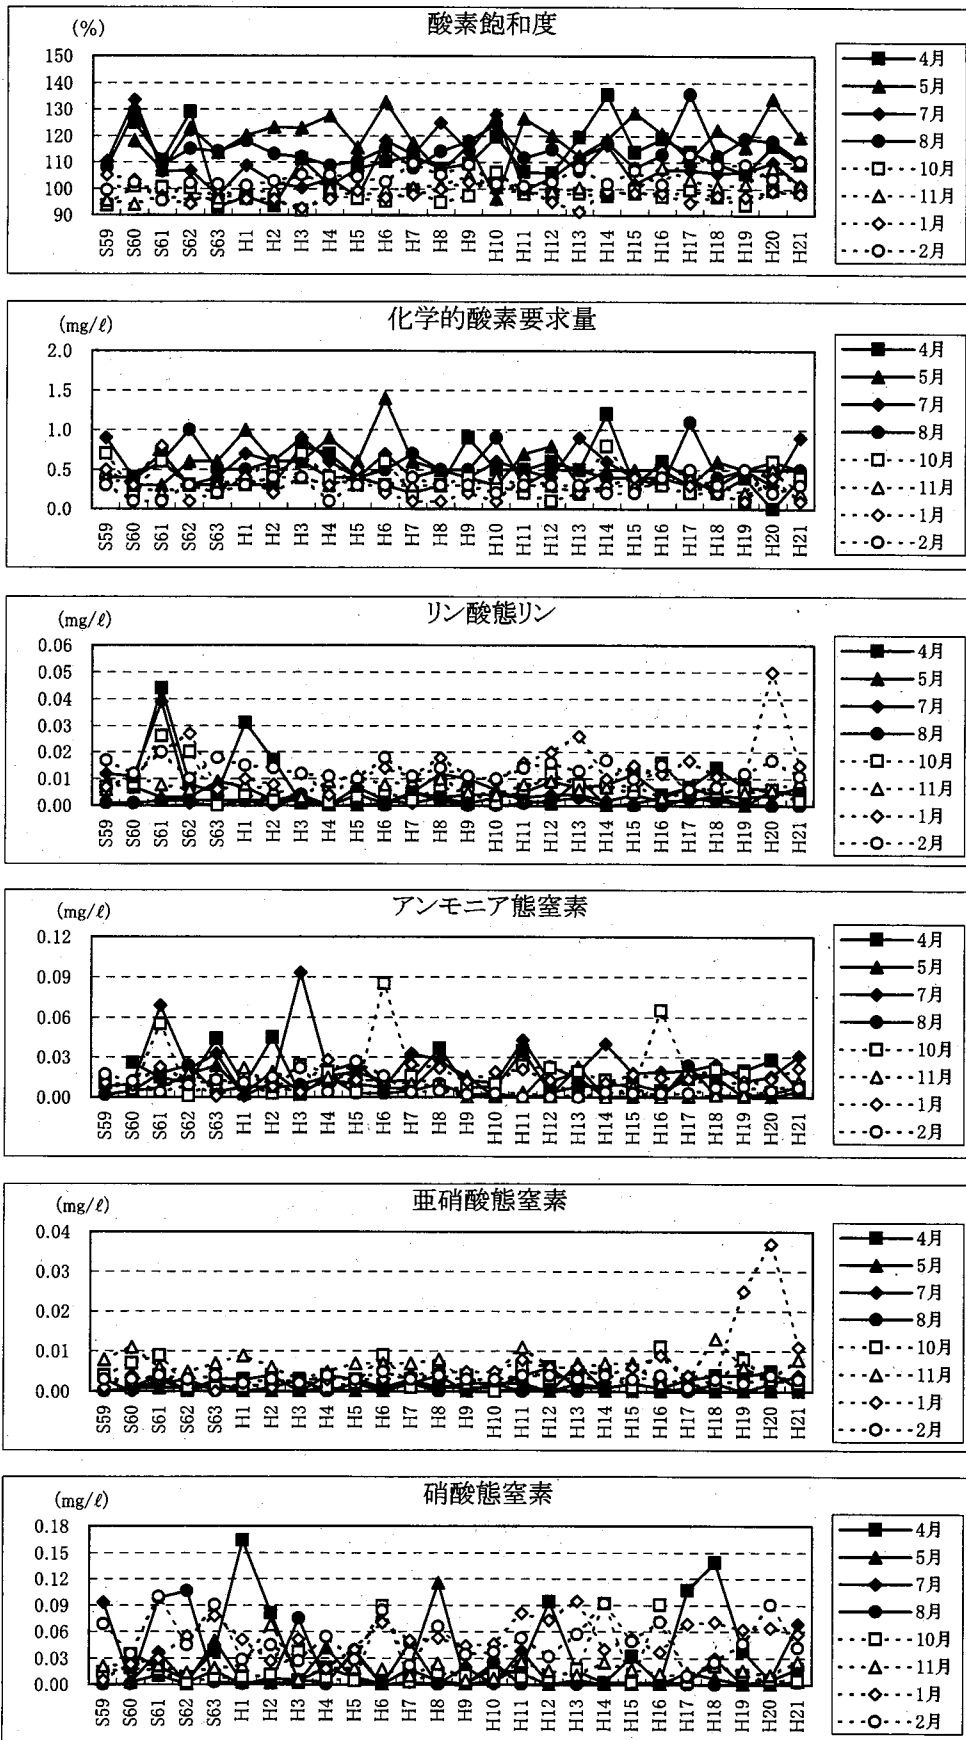 酸素飽和度
(%)
150
140
130
120
110
100
90
S59 S60 S61 S62 S63 H1 H2 H3 H4 H5 H6 H7 H8 H9 H10 H11 H12 H13 H14 H15 H16 H17 H18 H19 H20 H21
4月
5月
7月
8月
10月
11月
1月
2月
化学的酸素要求量
(mg/ℓ)
2.0
1.5
1.0
0.5
0.0
S59 S60 S61 S62 S63 H1 H2 H3 H4 H5 H6 H7 H8 H9 H10 H11 H12 H13 H14 H15 H16 H17 H18 H19 H20 H21
4月
5月
7月
8月
10月
11月
1月
2月
リン酸態リン
(mg/ℓ)
0.06
0.05
0.04
0.03
0.02
0.01
0.00
S59 S60 S61 S62 S63 H1 H2 H3 H4 H5 H6 H7 H8 H9 H10 H11 H12 H13 H14 H15 H16 H17 H18 H19 H20 H21
4月
5月
7月
8月
10月
11月
1月
2月
アンモニア態窒素
(mg/ℓ)
0.12
0.09
0.06
0.03
0.00
S59 S60 S61 S62 S63 H1 H2 H3 H4 H5 H6 H7 H8 H9 H10 H11 H12 H13 H14 H15 H16 H17 H18 H19 H20 H21
4月
5月
7月
8月
10月
11月
1月
2月
亜硝酸態窒素
(mg/ℓ)
0.04
0.03
0.02
0.01
0.00
S59 S60 S61 S62 S63 H1 H2 H3 H4 H5 H6 H7 H8 H9 H10 H11 H12 H13 H14 H15 H16 H17 H18 H19 H20 H21
4月
5月
7月
8月
10月
11月
1月
2月
硝酸態窒素
(mg/ℓ)
0.18
0.15
0.12
0.09
0.06
0.03
0.00
S59 S60 S61 S62 S63 H1 H2 H3 H4 H5 H6 H7 H8 H9 H10 H11 H12 H13 H14 H15 H16 H17 H18 H19 H20 H21
4月
5月
7月
8月
10月
11月
1月
2月